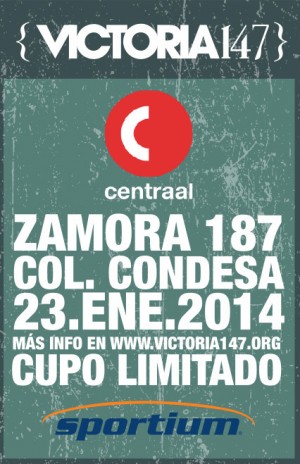 {VICTORIA147}
centraal
ZAMORA 187
COL. CONDESA
23.ENE.2014
MÁS INFO EN WWW.VICTORIA147.ORG
CUPO LIMITADO
sportium